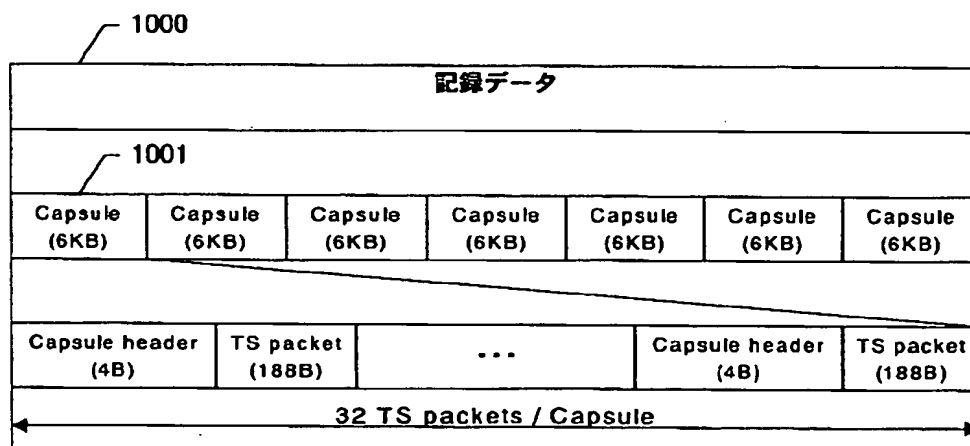 1000
記録データ
1001
Capsule Capsule Capsule Capsule Capsule Capsule Capsule
(6KB) (6KB) (6KB) (6KB) (6KB) (6KB) (6KB)
Capsule header TS packet ... Capsule header TS packet
(4B) (188B) (4B) (188B)
32 TS packets / Capsule